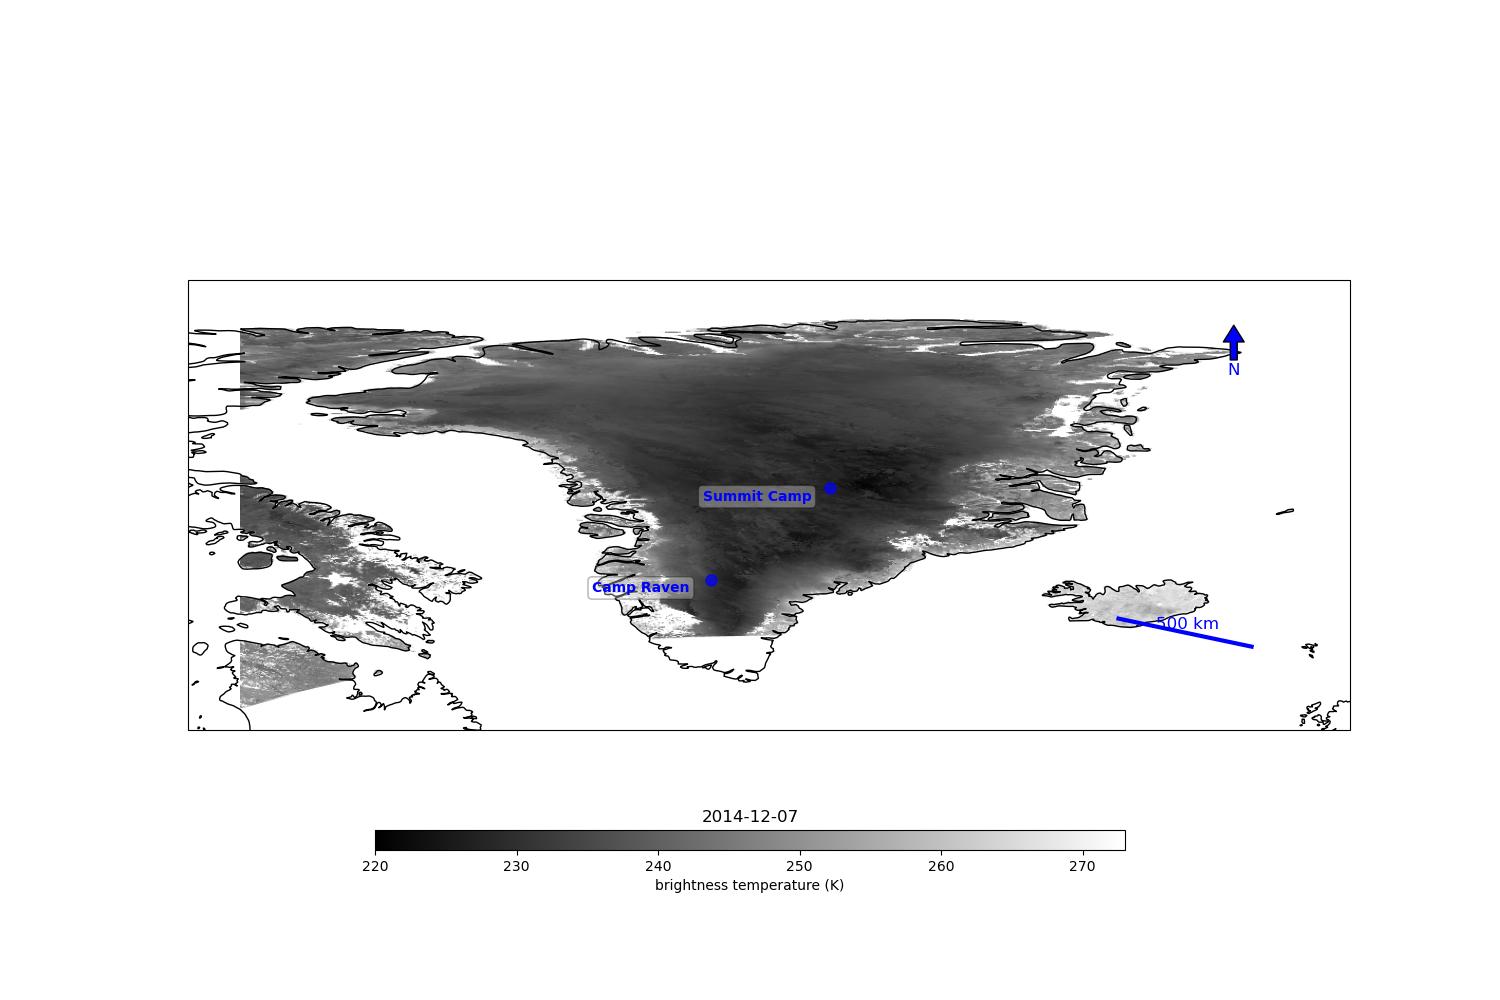 N
Summit Camp
Camp Raven
500 km
2014-12-07
220 230 240 250 260 270
brightness temperature (K)